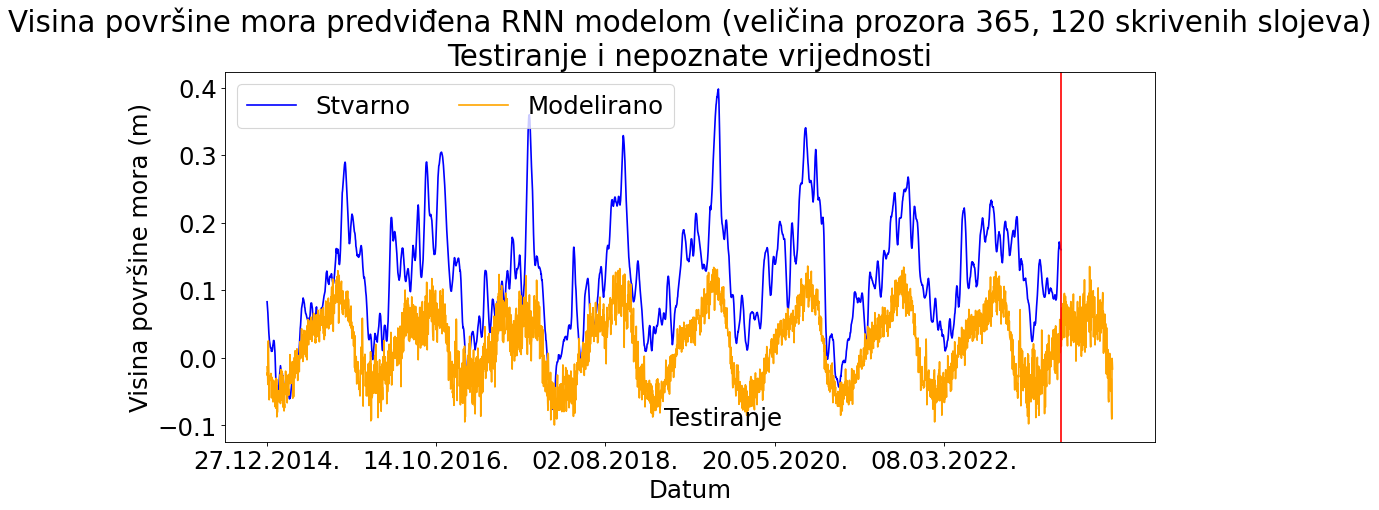 Visina površine mora predviđena RNN modelom (veličina prozora 365, 120 skrivenih slojeva)
Testiranje i nepoznate vrijednosti
Stvarno
Modelirano
Visina površine mora (m)
0.4
0.3
0.2
0.1
0.0
−0.1
Testiranje
27.12.2014.
14.10.2016.
02.08.2018.
20.05.2020.
08.03.2022.
Datum